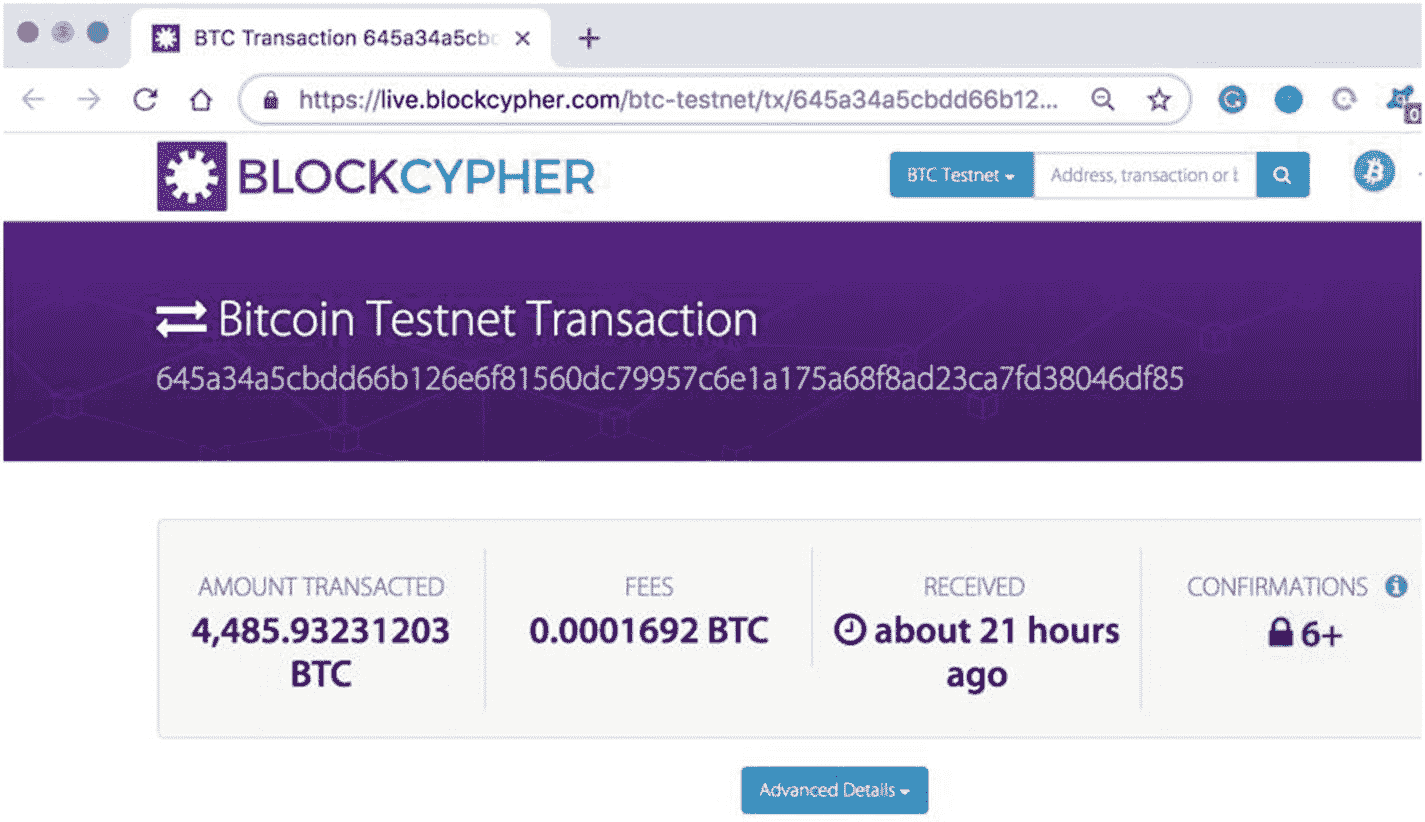 BTC Transaction 645a34a5cbd
https://live.blockcypher.com/btc-testnet/tx/645a34a5cbdd66b12...
0
BLOCKCYPHER
BTC Testnet
Address, transaction or b
Bitcoin Testnet Transaction
645a34a5cbdd66b126e6f81560dc79957c6e1a175a68f8ad23ca7fd38046df85
AMOUNT TRANSACTED
4,485.93231203
BTC
FEES
0.0001692 BTC
RECEIVED
about 21 hours
ago
CONFIRMATIONS
6+
Advanced Details